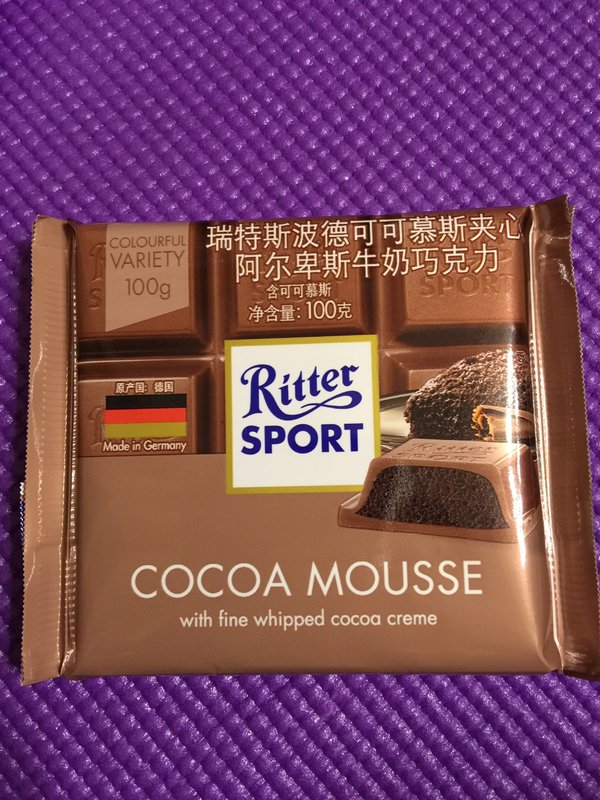 COLOURFUL
VARIETY
100g
瑞特斯波德可可慕斯夹心
阿尔卑斯牛奶巧克力
含可可慕斯
净含量: 100克
SPORT
原产国: 德国
Made in Germany
Ritter
SPORT
COCOA MOUSSE
with fine whipped cocoa creme